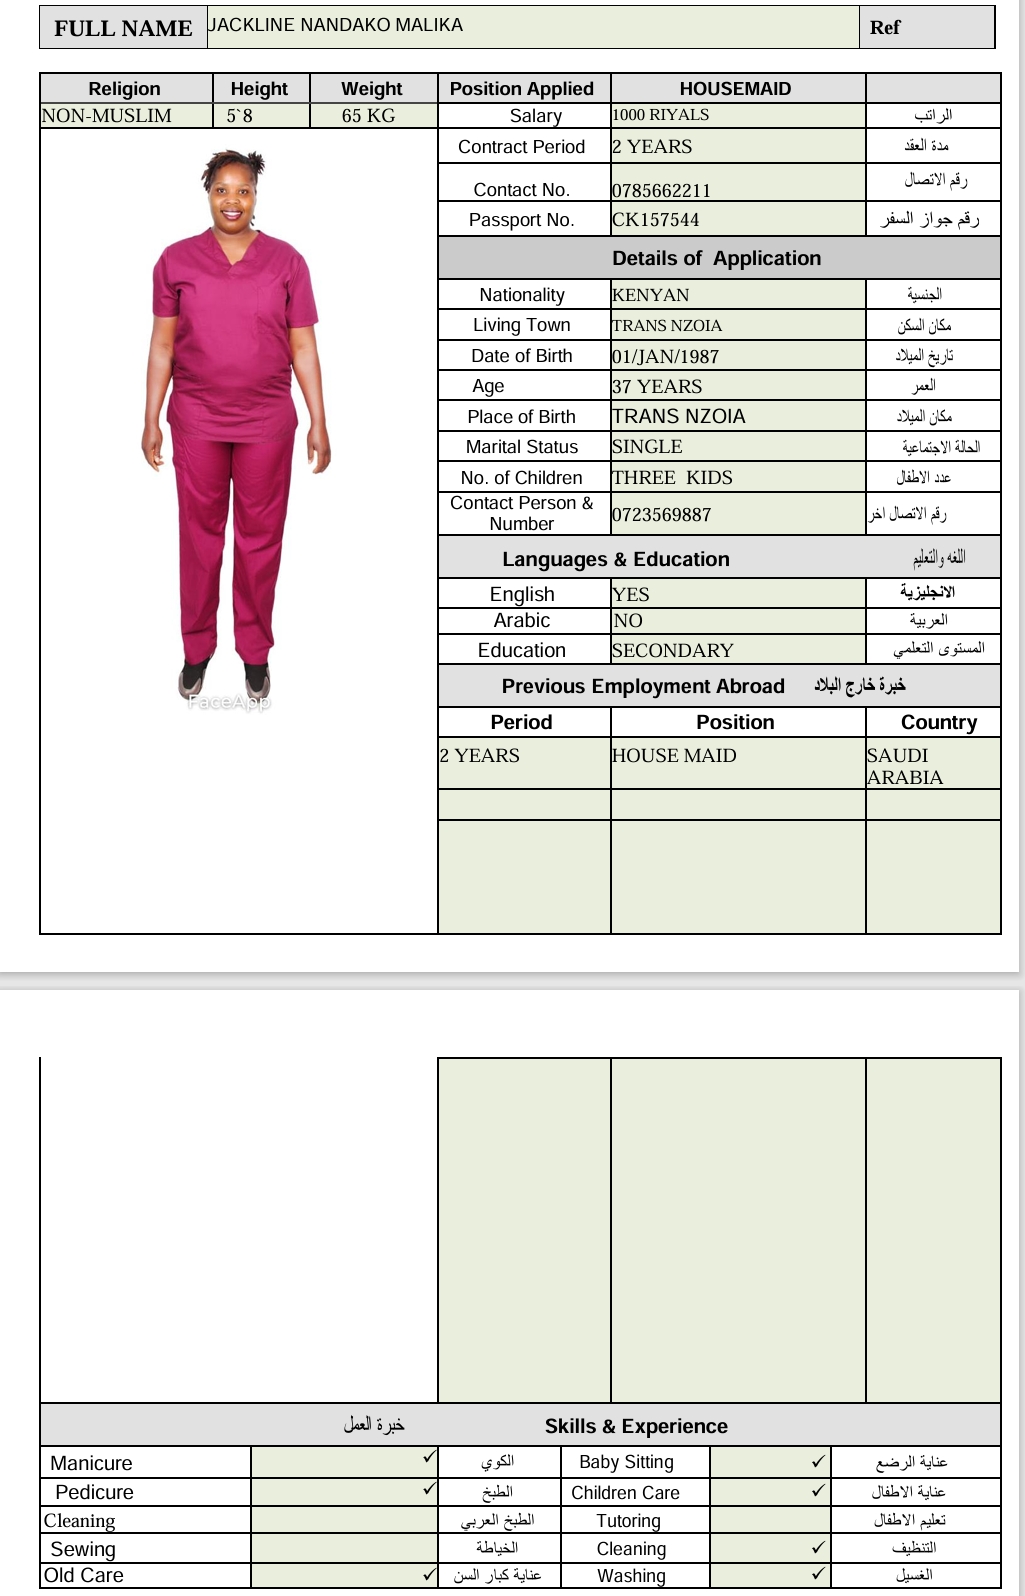 FULL NAME JACKLINE NANDAKO MALIKA Ref
Religion Height Weight Position Applied HOUSEMAID
NON-MUSLIM 5`8 65 KG Salary 1000 RIYALS الراتب
Contract Period 2 YEARS مدة العقد
Contact No. 0785662211 رقم الاتصال
Passport No. CK157544 رقم جواز السفر
Details of Application
Nationality KENYAN الجنسية
Living Town TRANS NZOIA مكان السكن
Date of Birth 01/JAN/1987 تاريخ الميلاد
Age 37 YEARS العمر
Place of Birth TRANS NZOIA مكان الميلاد
Marital Status SINGLE الحالة الاجتماعية
No. of Children THREE KIDS عدد الاطفال
Contact Person &
Number 0723569887 رقم الاتصال اخر
Languages & Education اللغه والتعليم
English YES الانجليزية
Arabic NO العربية
Education SECONDARY المستوى التعلمي
Previous Employment Abroad خبرة خارج البلاد
FaceApp
Period Position Country
2 YEARS HOUSE MAID SAUDI
ARABIA
خبرة العمل Skills & Experience
Manicure ✓ الكوي Baby Sitting ✓ عناية الرضع
Pedicure ✓ الطبخ Children Care ✓ عناية الاطفال
Cleaning الطبخ العربي Tutoring تعليم الاطفال
Sewing الخياطة Cleaning ✓ التنظيف
Old Care ✓ عناية كبار السن Washing ✓ الغسيل